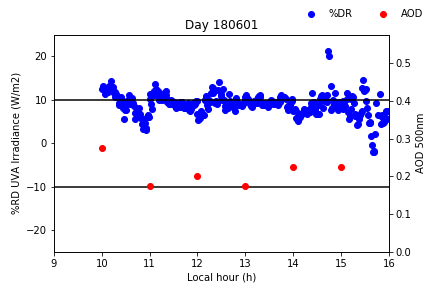 %DR AOD
Day 180601
20
10
0
−10
−20
0.5
0.4
0.3
0.2
0.1
0.0
9 10 11 12 13 14 15 16
Local hour (h)
%RD UVA Irradiance (W/m2)
AOD 500nm